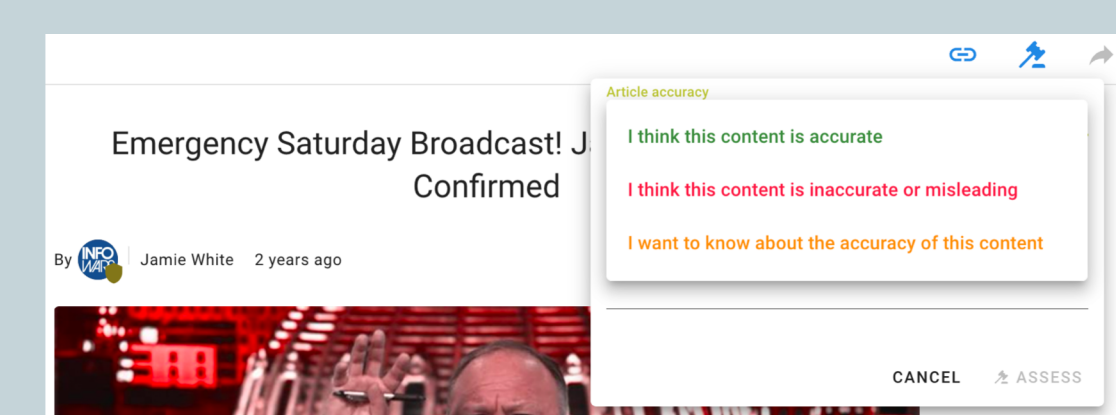 Article accuracy
Emergency Saturday Broadcast!
Confirmed
I think this content is accurate
I think this content is inaccurate or misleading
I want to know about the accuracy of this content
By INFO WARS Jamie White 2 years ago
CANCEL ASSESS